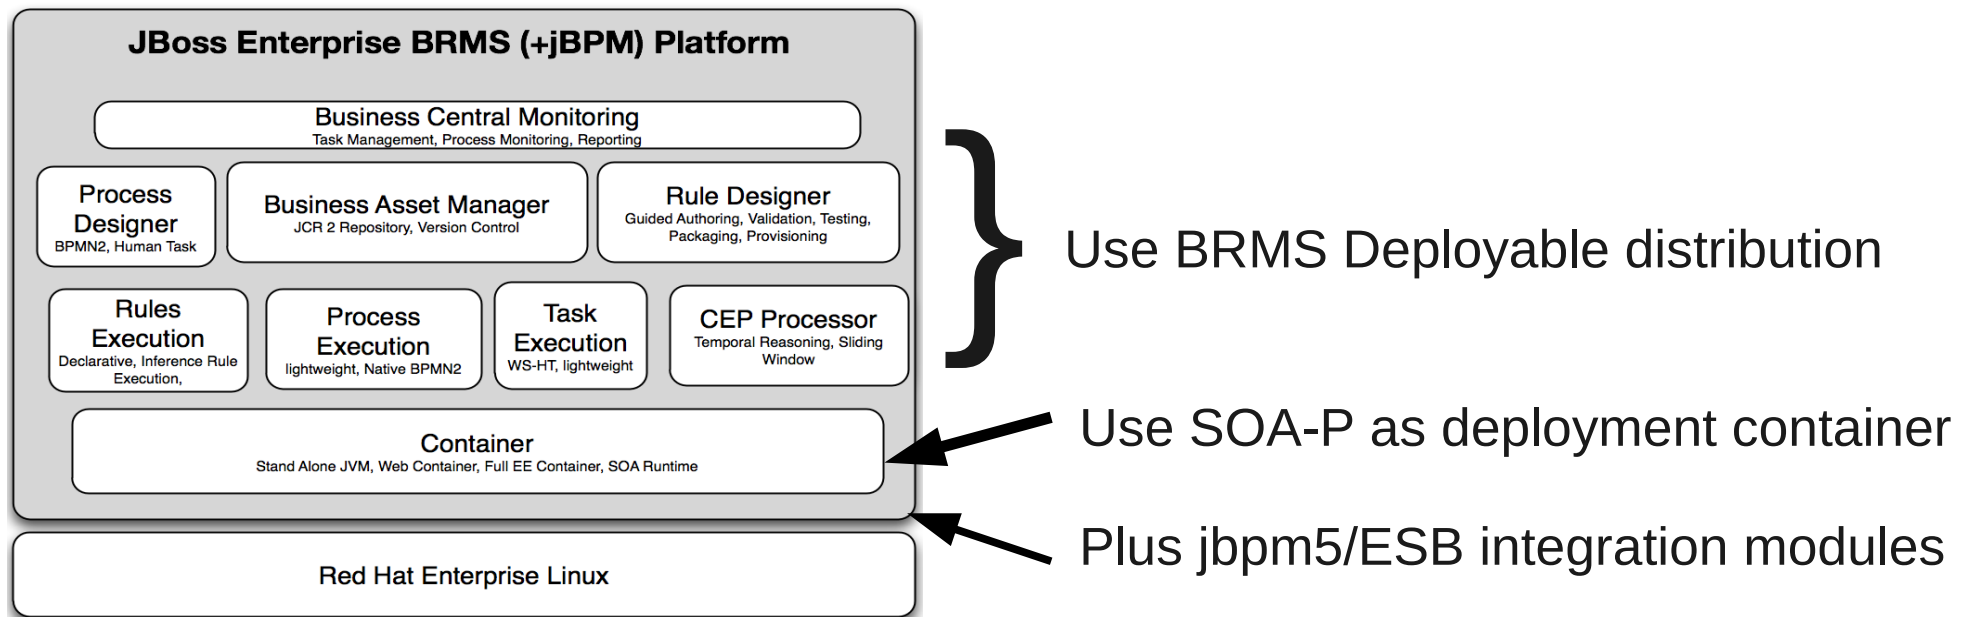 JBoss Enterprise BRMS (+jBPM) Platform
Business Central Monitoring
Task Management, Process Monitoring, Reporting
Process
Designer
BPMN2, Human Task
Business Asset Manager
JCR 2 Repository, Version Control
Rule Designer
Guided Authoring, Validation, Testing,
Packaging, Provisioning
Rules
Execution
Declarative, Inference Rule
Execution,
Process
Execution
lightweight, Native BPMN2
Task
Execution
WS-HT, lightweight
CEP Processor
Temporal Reasoning, Sliding
Window
Container
Stand Alone JVM, Web Container, Full EE Container, SOA Runtime
Red Hat Enterprise Linux
} Use BRMS Deployable distribution
Use SOA-P as deployment container
Plus jbpm5/ESB integration modules